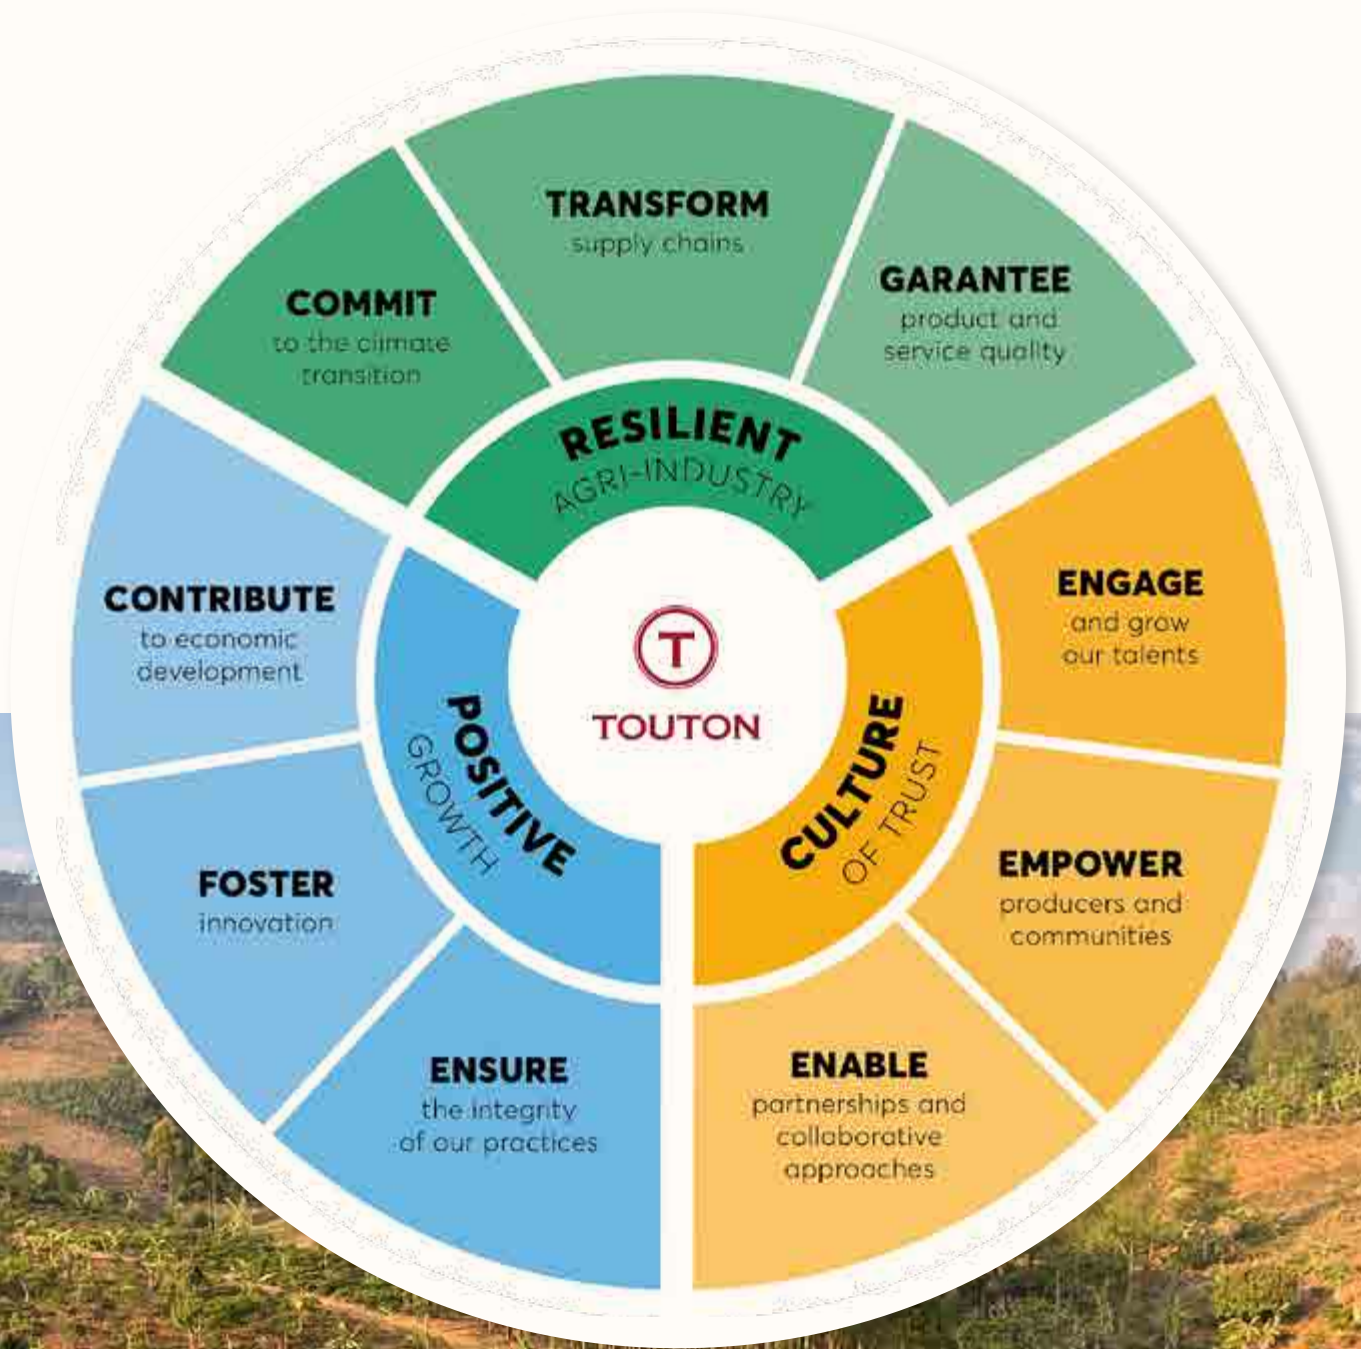 TRANSFORM
supply chains
GARANTEE
product and
service quality
COMMIT
to the climate
transition
RESILIENT
AGRI-INDUSTRY
ENGAGE
and grow
our talents
EMPOWER
producers and
communities
ENABLE
partnerships and
collaborative
approaches
CULTURE
OF TRUST
CONTRIBUTE
to economic
development
FOSTER
innovation
ENSURE
the integrity
of our practices
POSITIVE
GROWTH
T
TOUTON